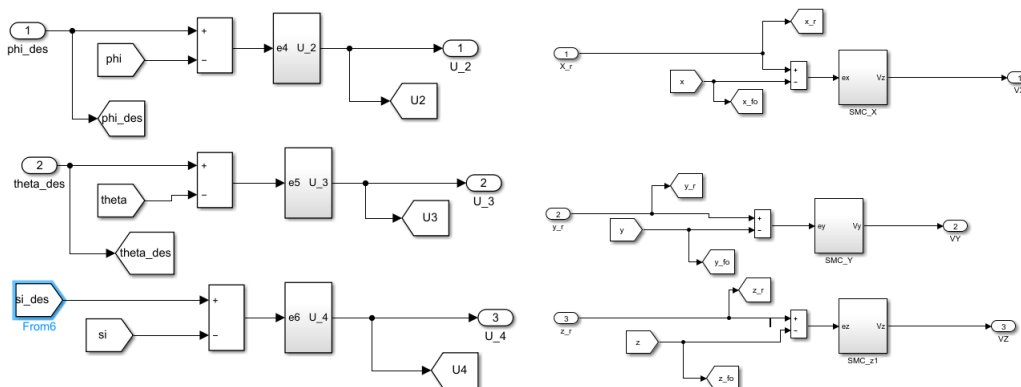 1
phi_des
phi
phi_des
+
−
e4 U_2
1
U_2
U2
2
theta_des
theta
theta_des
+
−
e5 U_3
2
U_3
U3
si_des
From6
si
+
−
e6 U_4
3
U_4
U4
1
X_r
x_r
x
x_fo
+
−
ex Vz
SMC_X
1
2
y_r
y_r
y
y_fo
+
−
ey Vy
SMC_Y
2
VY
3
z_r
z_r
z
z_fo
+
−
ez Vz
SMC_z1
3
VZ